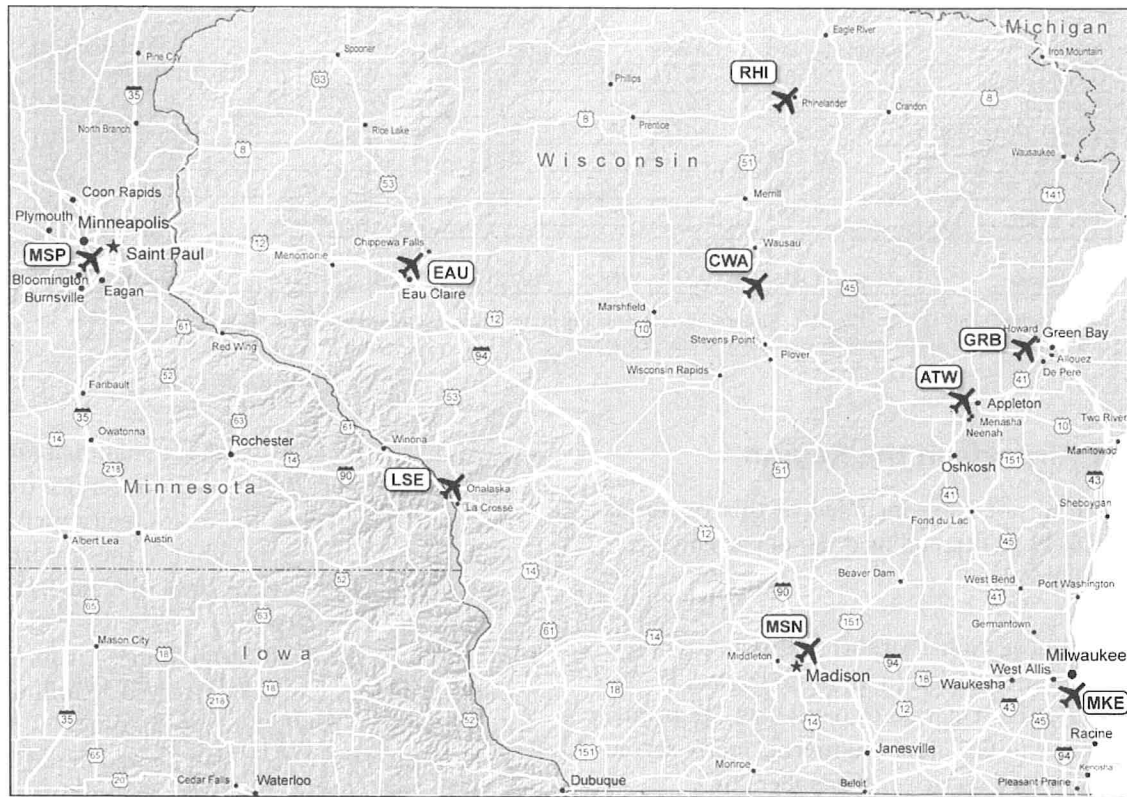 Michigan
Eagle River
Iron Mountain
Spooner
Pine City
63
Phillips
RHI
35
Rhinelander
Crandon
8
North Branch
Rice Lake
8
Prentice
8
Wisconsin
51
Wausaukee
53
141
Coon Rapids
Merrill
Plymouth
Minneapolis
12
Chippewa Falls
Wausau
MSP
Saint Paul
Menomonie
EAU
CWA
Bloomington
Burnsville
Eagan
Eau Claire
45
61
12
Marshfield
10
Howard
Green Bay
Red Wing
Stevens Point
GRB
Allouez
94
Plover
De Pere
52
Wisconsin Rapids
ATW
41
Faribault
53
Appleton
35
63
Menasha
Neenah
Two River
14
Owatonna
61
Winona
10
Rochester
Manitowoc
218
14
90
51
Oshkosh
151
Minnesota
LSE
Onalaska
43
La Crosse
41
Sheboygan
Fond du Lac
Albert Lea
Austin
12
45
52
14
Beaver Dam
West Bend
Port Washington
65
63
90
41
61
MSN
151
Germantown
Mason City
14
18
Iowa
Middleton
94
Milwaukee
Madison
18
West Allis
Waukesha
18
218
18
12
43
MKE
35
52
14
45
Racine
65
151
Janesville
94
20
Cedar Falls
Waterloo
Dubuque
Monroe
Beloit
Kenosha
Pleasant Prairie